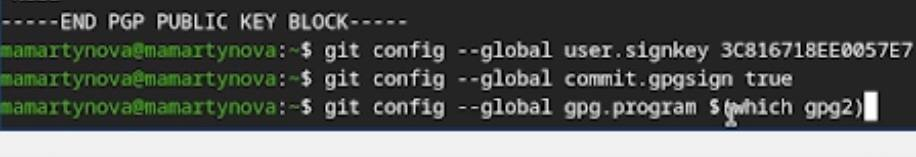 -----END PGP PUBLIC KEY BLOCK-----
mamartynova@mamartynova:~$ git config --global user.signkey 3C816718EE0057E7
mamartynova@mamartynova:~$ git config --global commit.gpgsign true
mamartynova@mamartynova:~$ git config --global gpg.program $(which gpg2)